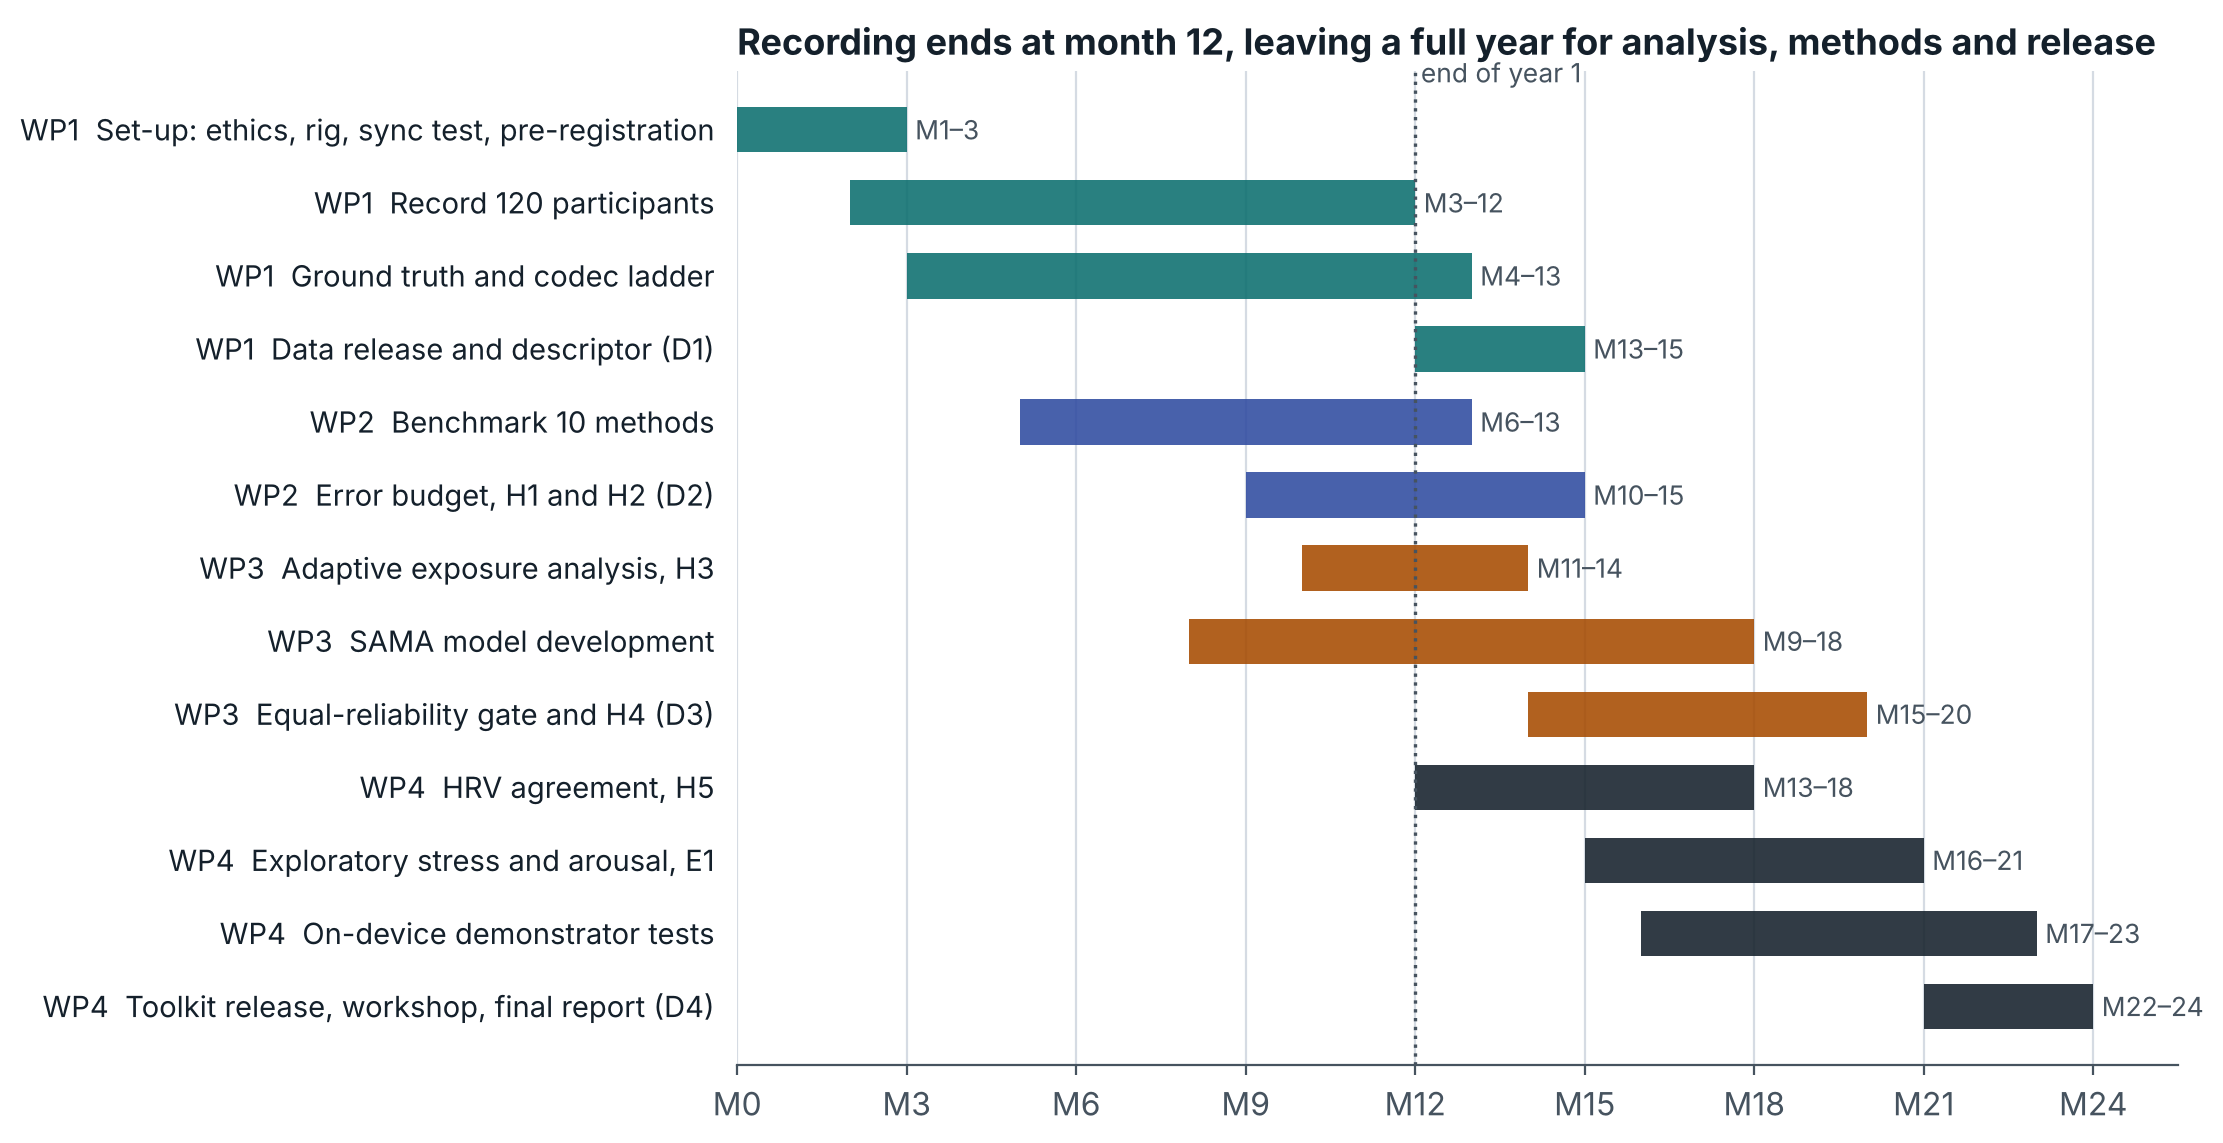 Recording ends at month 12, leaving a full year for analysis, methods and release
end of year 1
WP1 Set-up: ethics, rig, sync test, pre-registration M1–3
WP1 Record 120 participants M3–12
WP1 Ground truth and codec ladder M4–13
WP1 Data release and descriptor (D1) M13–15
WP2 Benchmark 10 methods M6–13
WP2 Error budget, H1 and H2 (D2) M10–15
WP3 Adaptive exposure analysis, H3 M11–14
WP3 SAMA model development M9–18
WP3 Equal-reliability gate and H4 (D3) M15–20
WP4 HRV agreement, H5 M13–18
WP4 Exploratory stress and arousal, E1 M16–21
WP4 On-device demonstrator tests M17–23
WP4 Toolkit release, workshop, final report (D4) M22–24
M0 M3 M6 M9 M12 M15 M18 M21 M24